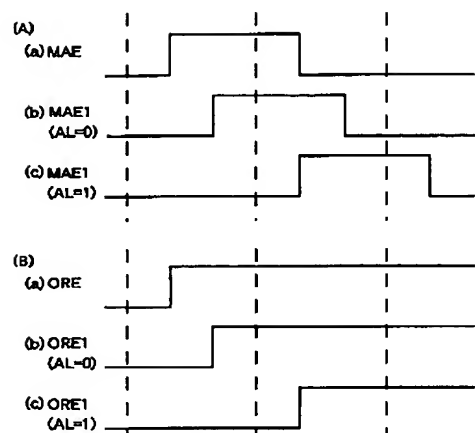 (A)
(a) MAE
(b) MAE1
(AL=0)
(c) MAE1
(AL=1)
(B)
(a) ORE
(b) ORE1
(AL=0)
(c) ORE1
(AL=1)